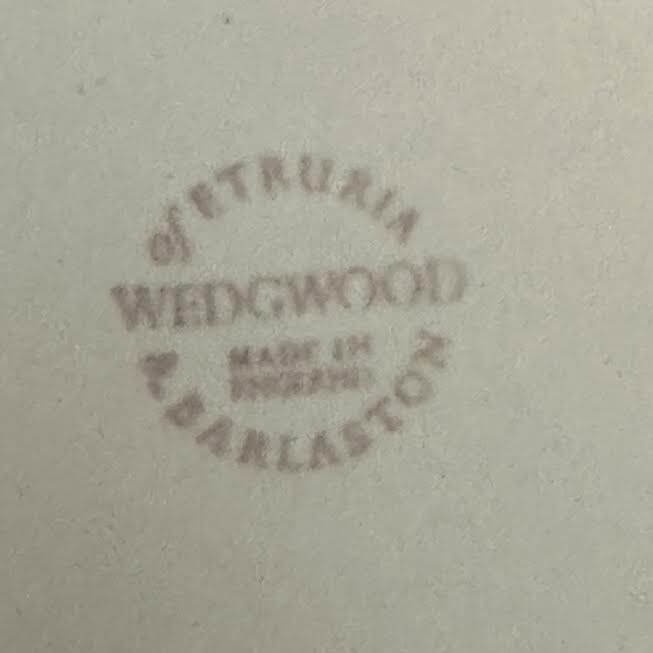 of ETRURIA
WEDGWOOD
MADE IN
ENGLAND
& BARLASTON